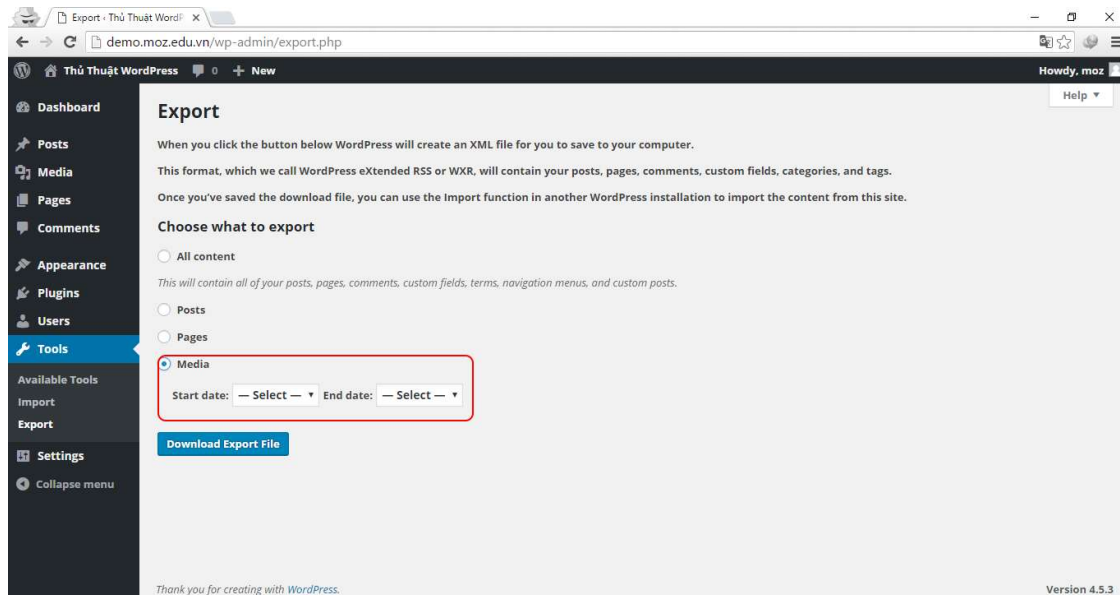 Export ‹ Thủ Thuật WordP
demo.moz.edu.vn/wp-admin/export.php
Thủ Thuật WordPress 0 + New Howdy, moz
Help ▼
Dashboard
Posts
Media
Pages
Comments
Appearance
Plugins
Users
Tools
Available Tools
Import
Export
Settings
Collapse menu
Export
When you click the button below WordPress will create an XML file for you to save to your computer.
This format, which we call WordPress eXtended RSS or WXR, will contain your posts, pages, comments, custom fields, categories, and tags.
Once you've saved the download file, you can use the Import function in another WordPress installation to import the content from this site.
Choose what to export
All content
This will contain all of your posts, pages, comments, custom fields, terms, navigation menus, and custom posts.
Posts
Pages
Media
Start date: — Select — ▼ End date: — Select — ▼
Download Export File
Thank you for creating with WordPress. Version 4.5.3